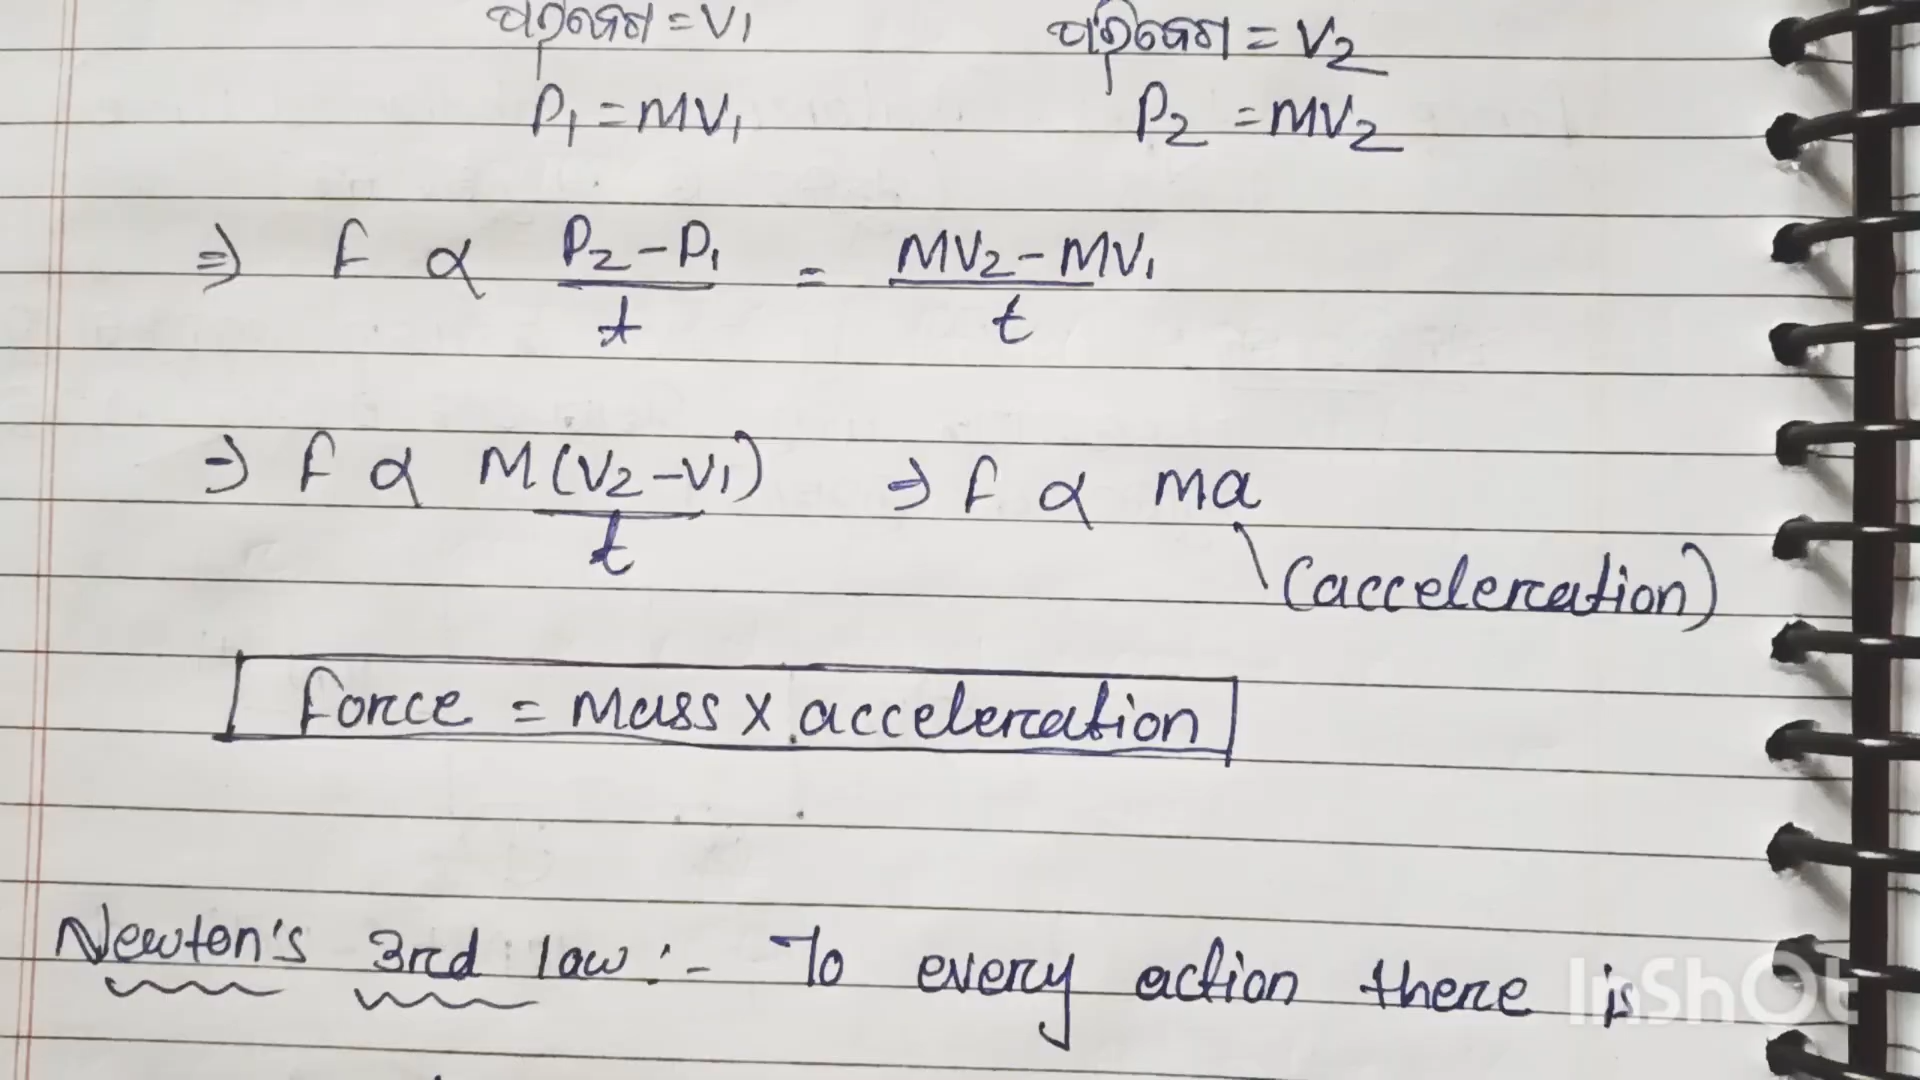 ପରିବେଗ = V1 ପରିବେଗ = V2
P1 = MV1 P2 = MV2
⇒ F ∝ P2 - P1 / t = MV2 - MV1 / t
⇒ F ∝ M(V2 - V1) / t ⇒ F ∝ ma
(acceleration)
Force = Mass X acceleration
Newton's 3rd law :- To every action there is
InShOt